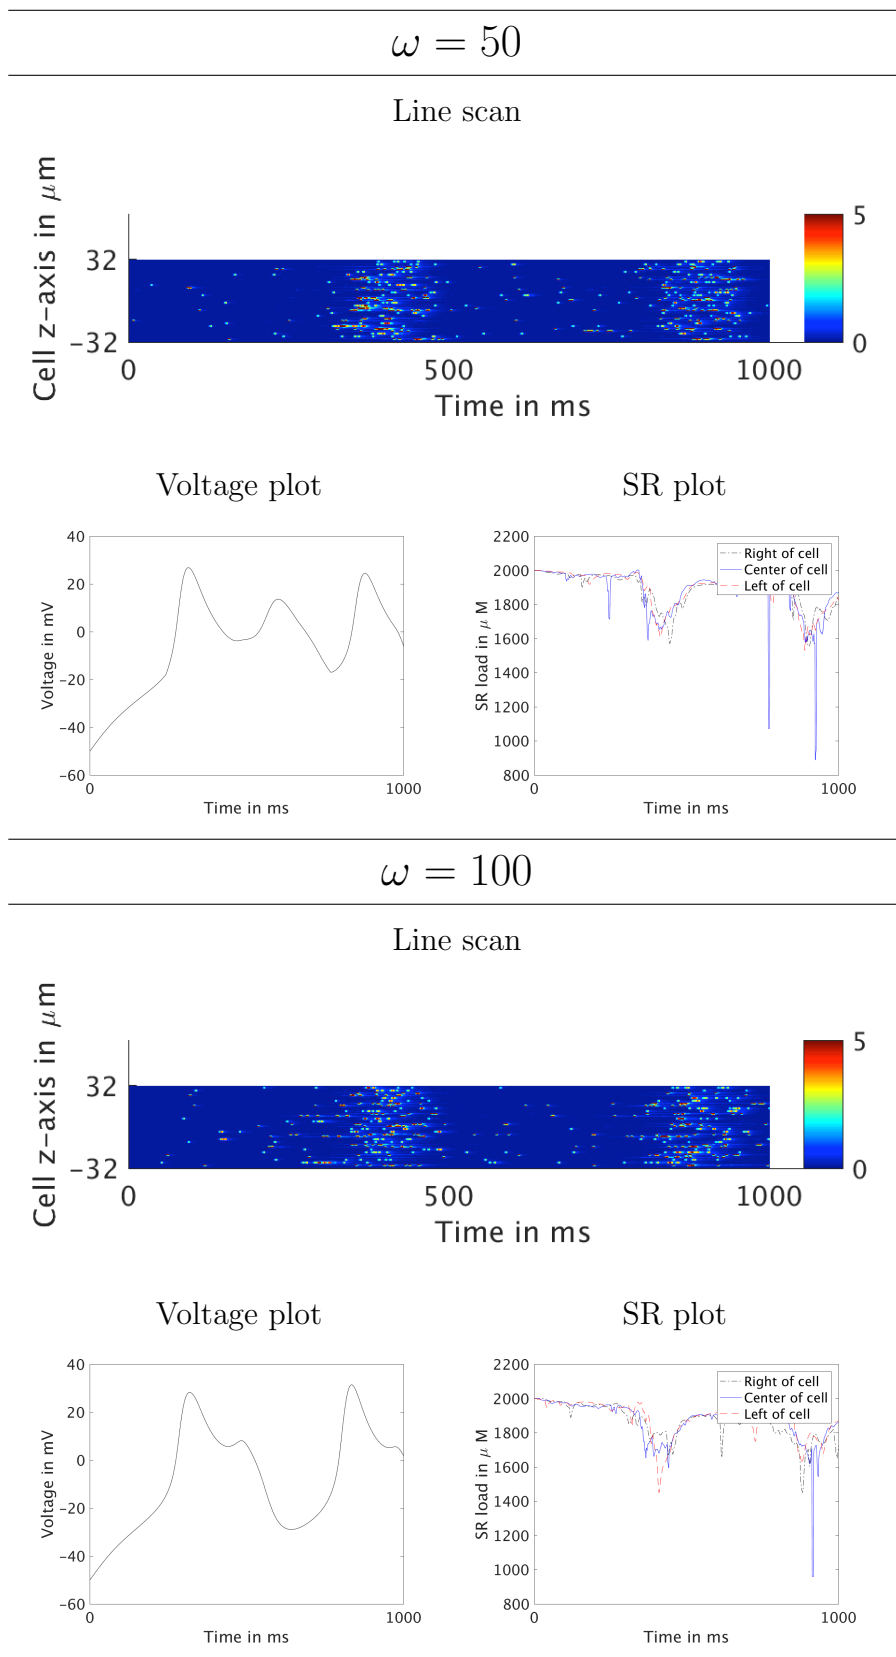 ω = 50
Line scan
Cell z-axis in μm
32
-32
0
500
1000
Time in ms
5
0
Voltage plot
SR plot
Voltage in mV
40
20
0
-20
-40
-60
0
1000
Time in ms
SR load in μ M
2200
2000
1800
1600
1400
1200
1000
800
0
1000
Time in ms
Right of cell
Center of cell
Left of cell
ω = 100
Line scan
Cell z-axis in μm
32
-32
0
500
1000
Time in ms
5
0
Voltage plot
SR plot
Voltage in mV
40
20
0
-20
-40
-60
0
1000
Time in ms
SR load in μ M
2200
2000
1800
1600
1400
1200
1000
800
0
1000
Time in ms
Right of cell
Center of cell
Left of cell